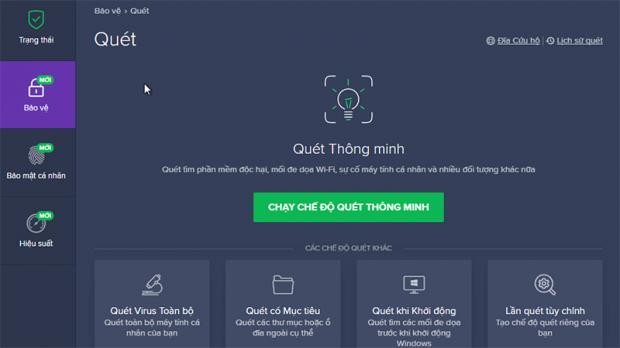 Bảo vệ › Quét
Trạng thái
Quét
Đĩa Cứu hộ | Lịch sử quét
MỚI
Bảo vệ
Quét Thông minh
MỚI
Bảo mật cá nhân
Quét tìm phần mềm độc hại, mối đe dọa Wi-Fi, sự cố máy tính cá nhân và nhiều đối tượng khác nữa
CHẠY CHẾ ĐỘ QUÉT THÔNG MINH
MỚI
Hiệu suất
CÁC CHẾ ĐỘ QUÉT KHÁC
Quét Virus Toàn bộ
Quét toàn bộ máy tính cá
nhân của bạn
Quét có Mục tiêu
Quét các thư mục hoặc ổ
đĩa ngoài cụ thể
Quét khi Khởi động
Quét tìm các mối đe dọa
trước khi khởi động
Windows
Lần quét tùy chỉnh
Tạo chế độ quét riêng của
bạn